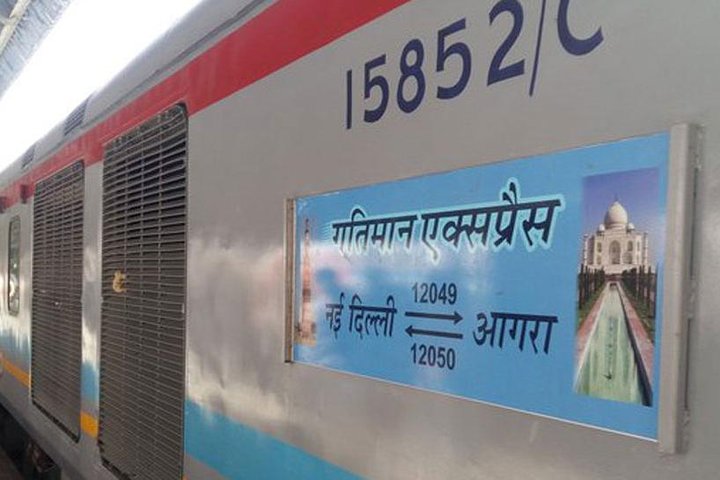 15852/C
गतिमान एक्सप्रैस
12049
नई दिल्ली आगरा
12050